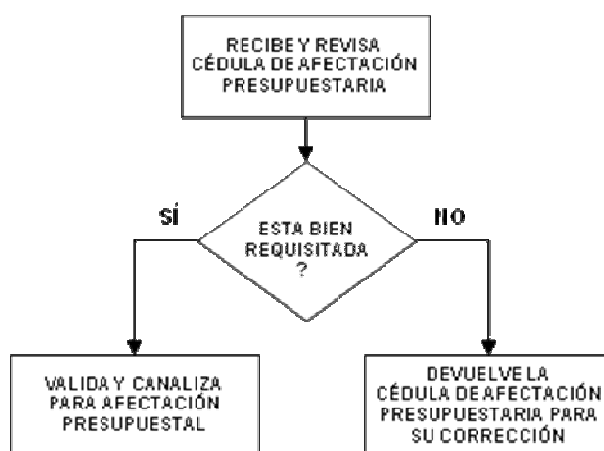 RECIBE Y REVISA
CÉDULA DE AFECTACIÓN
PRESUPUESTARIA
SÍ
NO
ESTA BIEN
REQUISITADA
?
VALIDA Y CANALIZA
PARA AFECTACIÓN
PRESUPUESTAL
DEVUELVE LA
CÉDULA DE AFECTACIÓN
PRESUPUESTARIA PARA
SU CORRECCIÓN